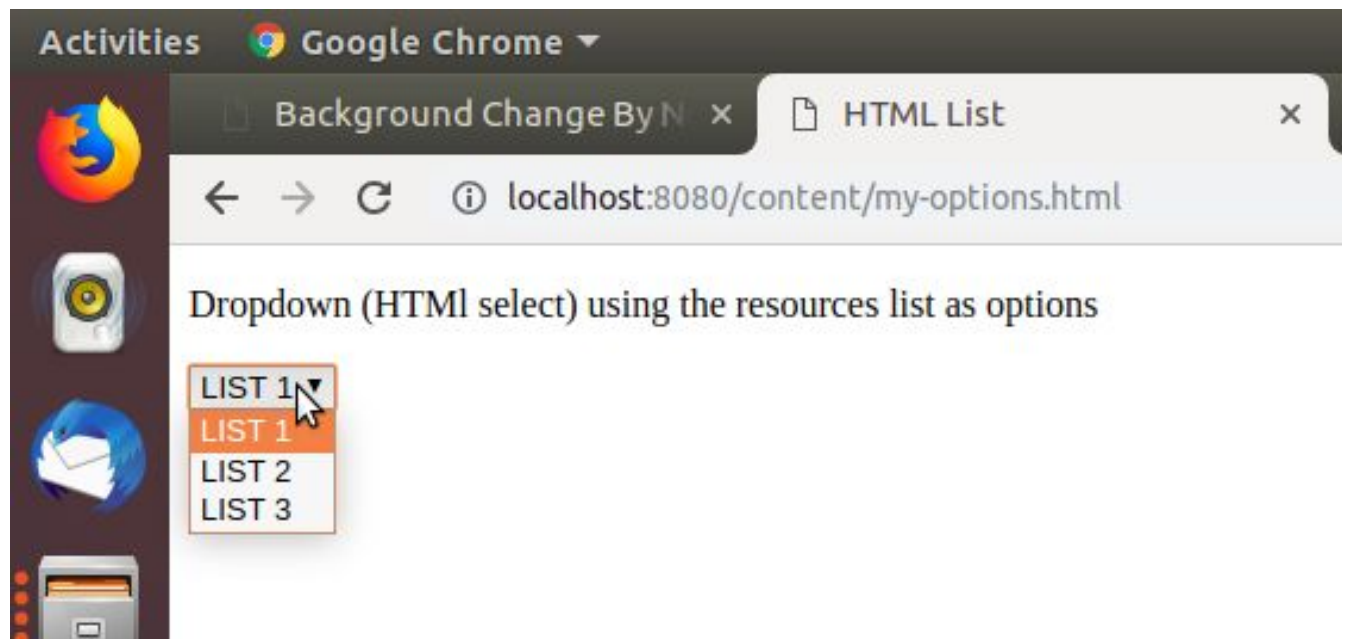 Activities Google Chrome
Background Change By N
HTML List
localhost:8080/content/my-options.html
Dropdown (HTMl select) using the resources list as options
LIST 1
LIST 1
LIST 2
LIST 3